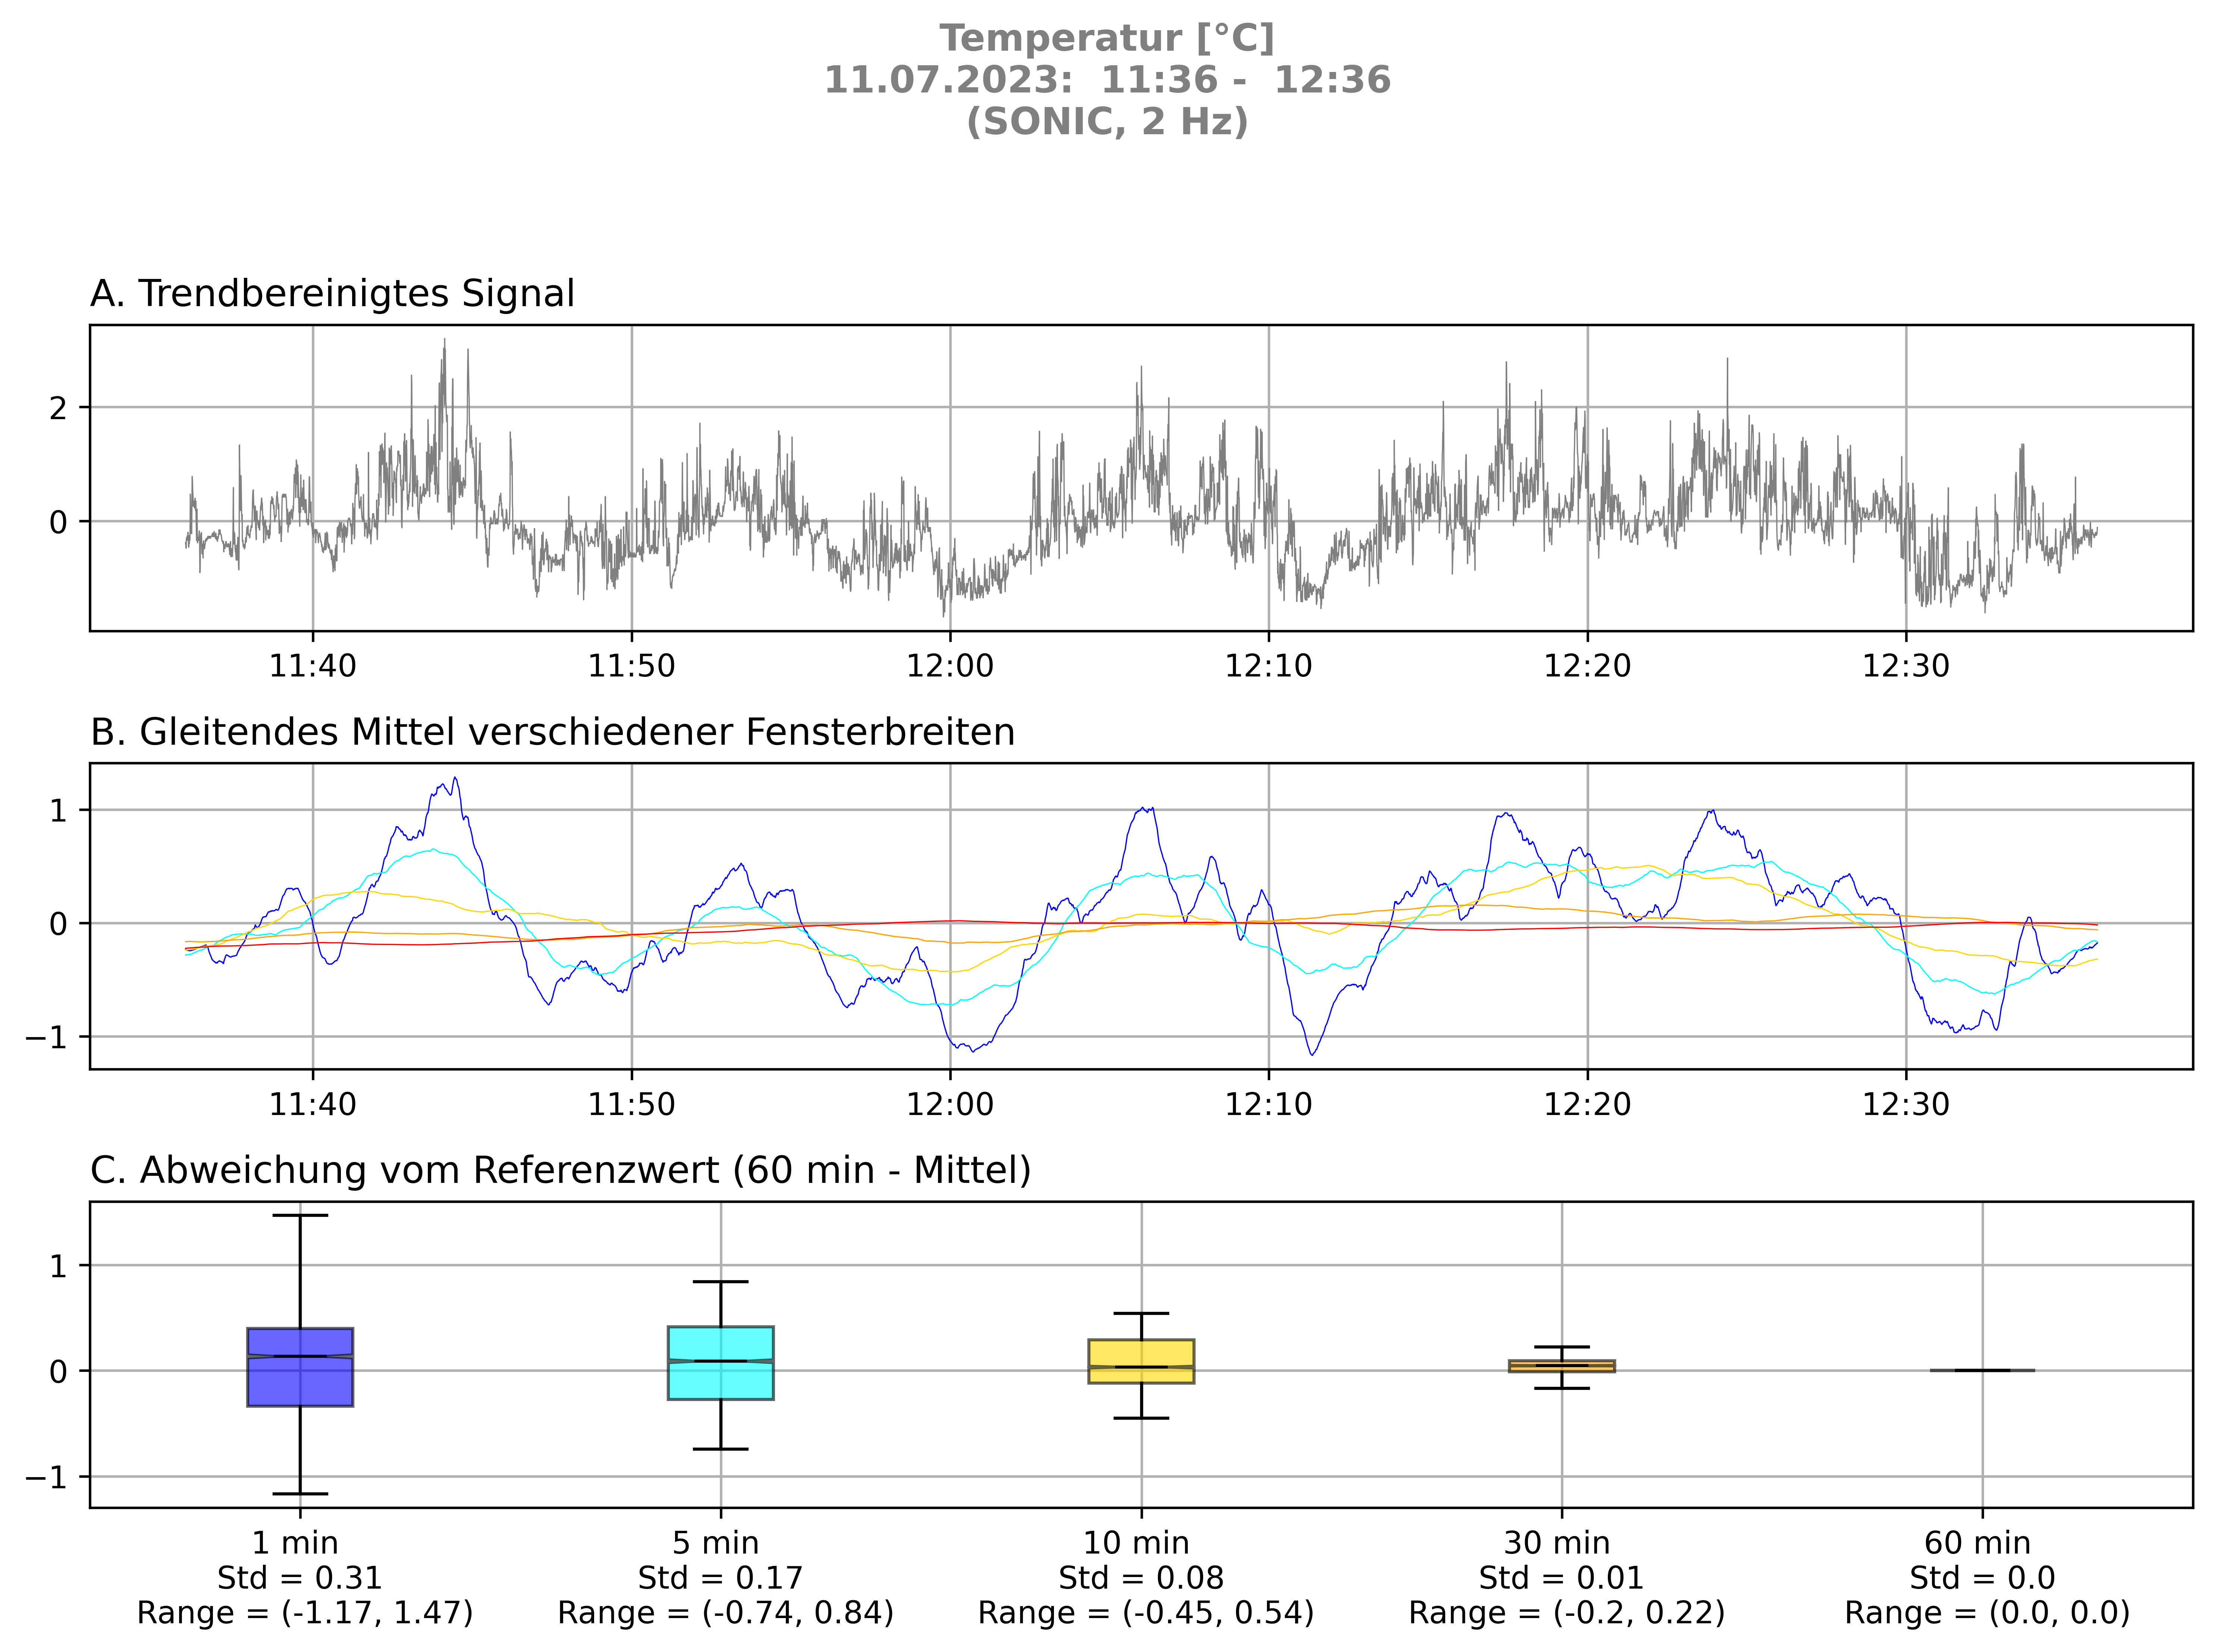 Temperatur [°C]
11.07.2023:  11:36 -  12:36
(SONIC, 2 Hz)
A. Trendbereinigtes Signal
2
0
11:40 11:50 12:00 12:10 12:20 12:30
B. Gleitendes Mittel verschiedener Fensterbreiten
1
0
−1
11:40 11:50 12:00 12:10 12:20 12:30
C. Abweichung vom Referenzwert (60 min - Mittel)
1
0
−1
1 min 5 min 10 min 30 min 60 min
Std = 0.31 Std = 0.17 Std = 0.08 Std = 0.01 Std = 0.0
Range = (-1.17, 1.47) Range = (-0.74, 0.84) Range = (-0.45, 0.54) Range = (-0.2, 0.22) Range = (0.0, 0.0)